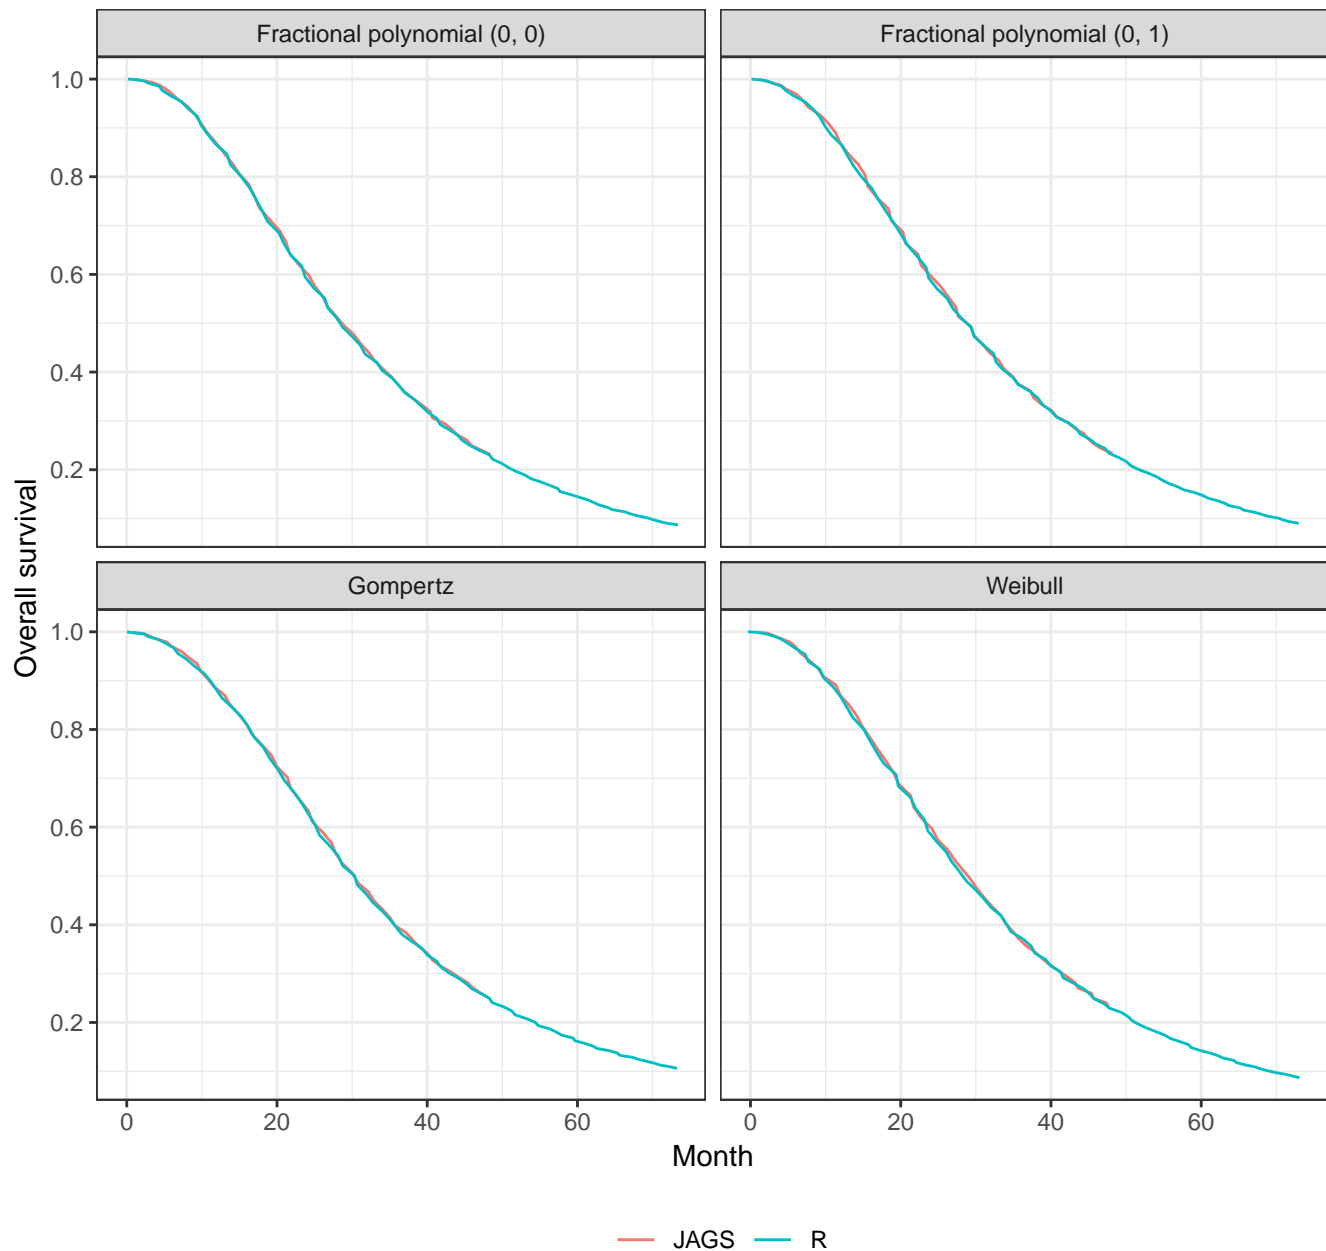 Fractional polynomial (0, 0)
Fractional polynomial (0, 1)
1.0
0.8
0.6
0.4
0.2
Overall survival
Gompertz
Weibull
1.0
0.8
0.6
0.4
0.2
0 20 40 60
0 20 40 60
Month
JAGS R